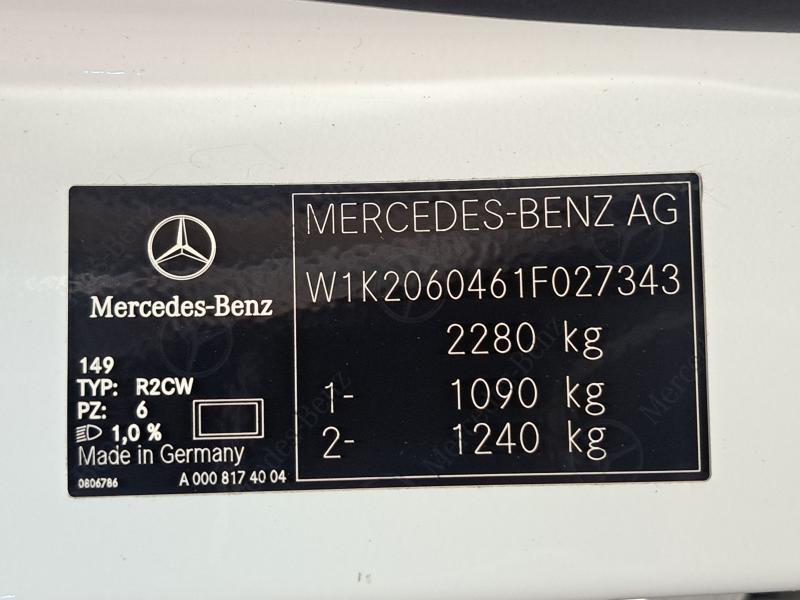 Mercedes-Benz
149
TYP: R2CW
PZ: 6
1,0 %
Made in Germany
0806786 A 000 817 40 04
MERCEDES-BENZ AG
W1K2060461F027343
2280 kg
1- 1090 kg
2- 1240 kg